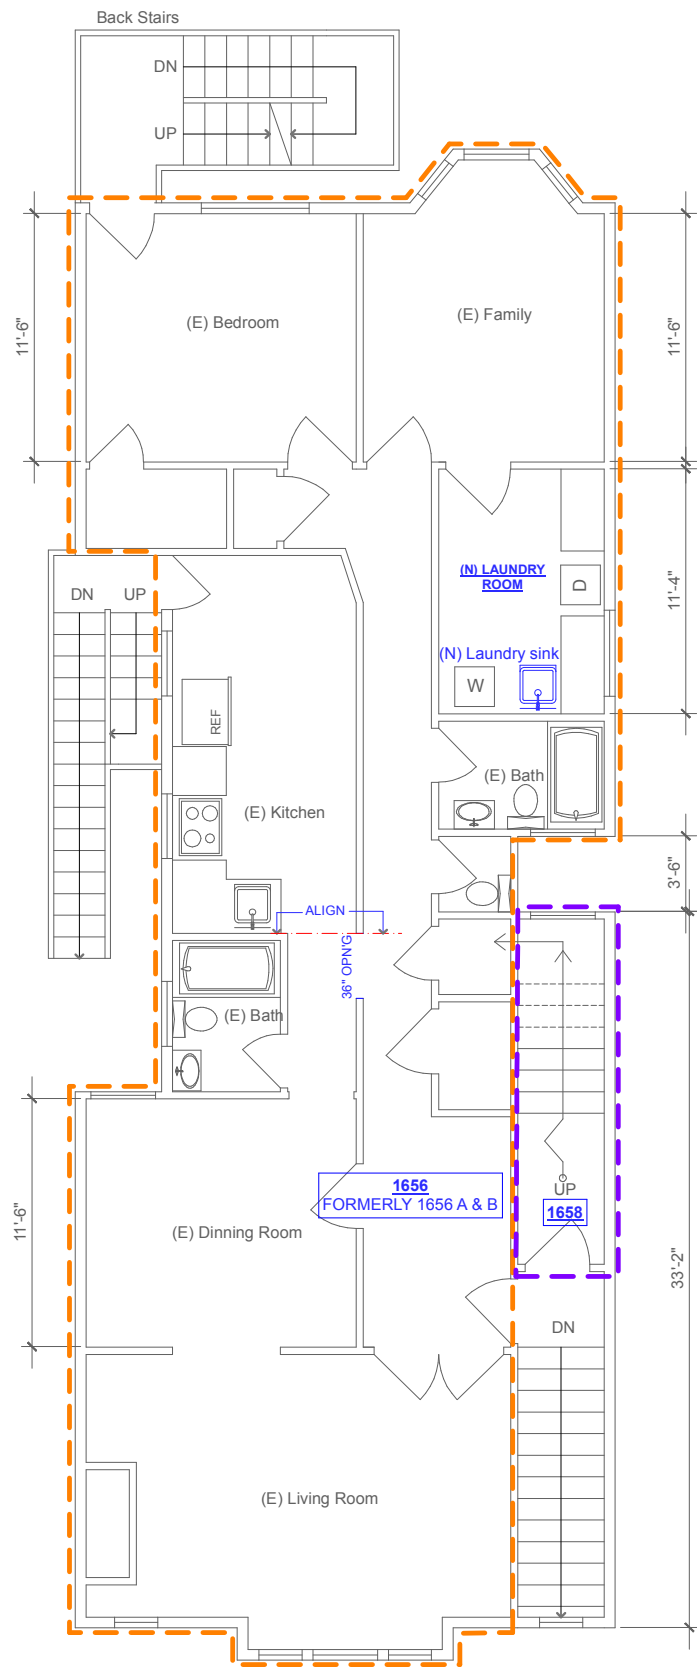 Back Stairs
DN
UP
11'-6"
(E) Bedroom
(E) Family
11'-6"
(N) LAUNDRY
ROOM
D
11'-4"
DN
UP
(N) Laundry sink
W
REF
(E) Bath
(E) Kitchen
3'-6"
ALIGN
36" OPN'G
(E) Bath
1656
FORMERLY 1656 A & B
UP
1658
11'-6"
(E) Dinning Room
33'-2"
DN
(E) Living Room